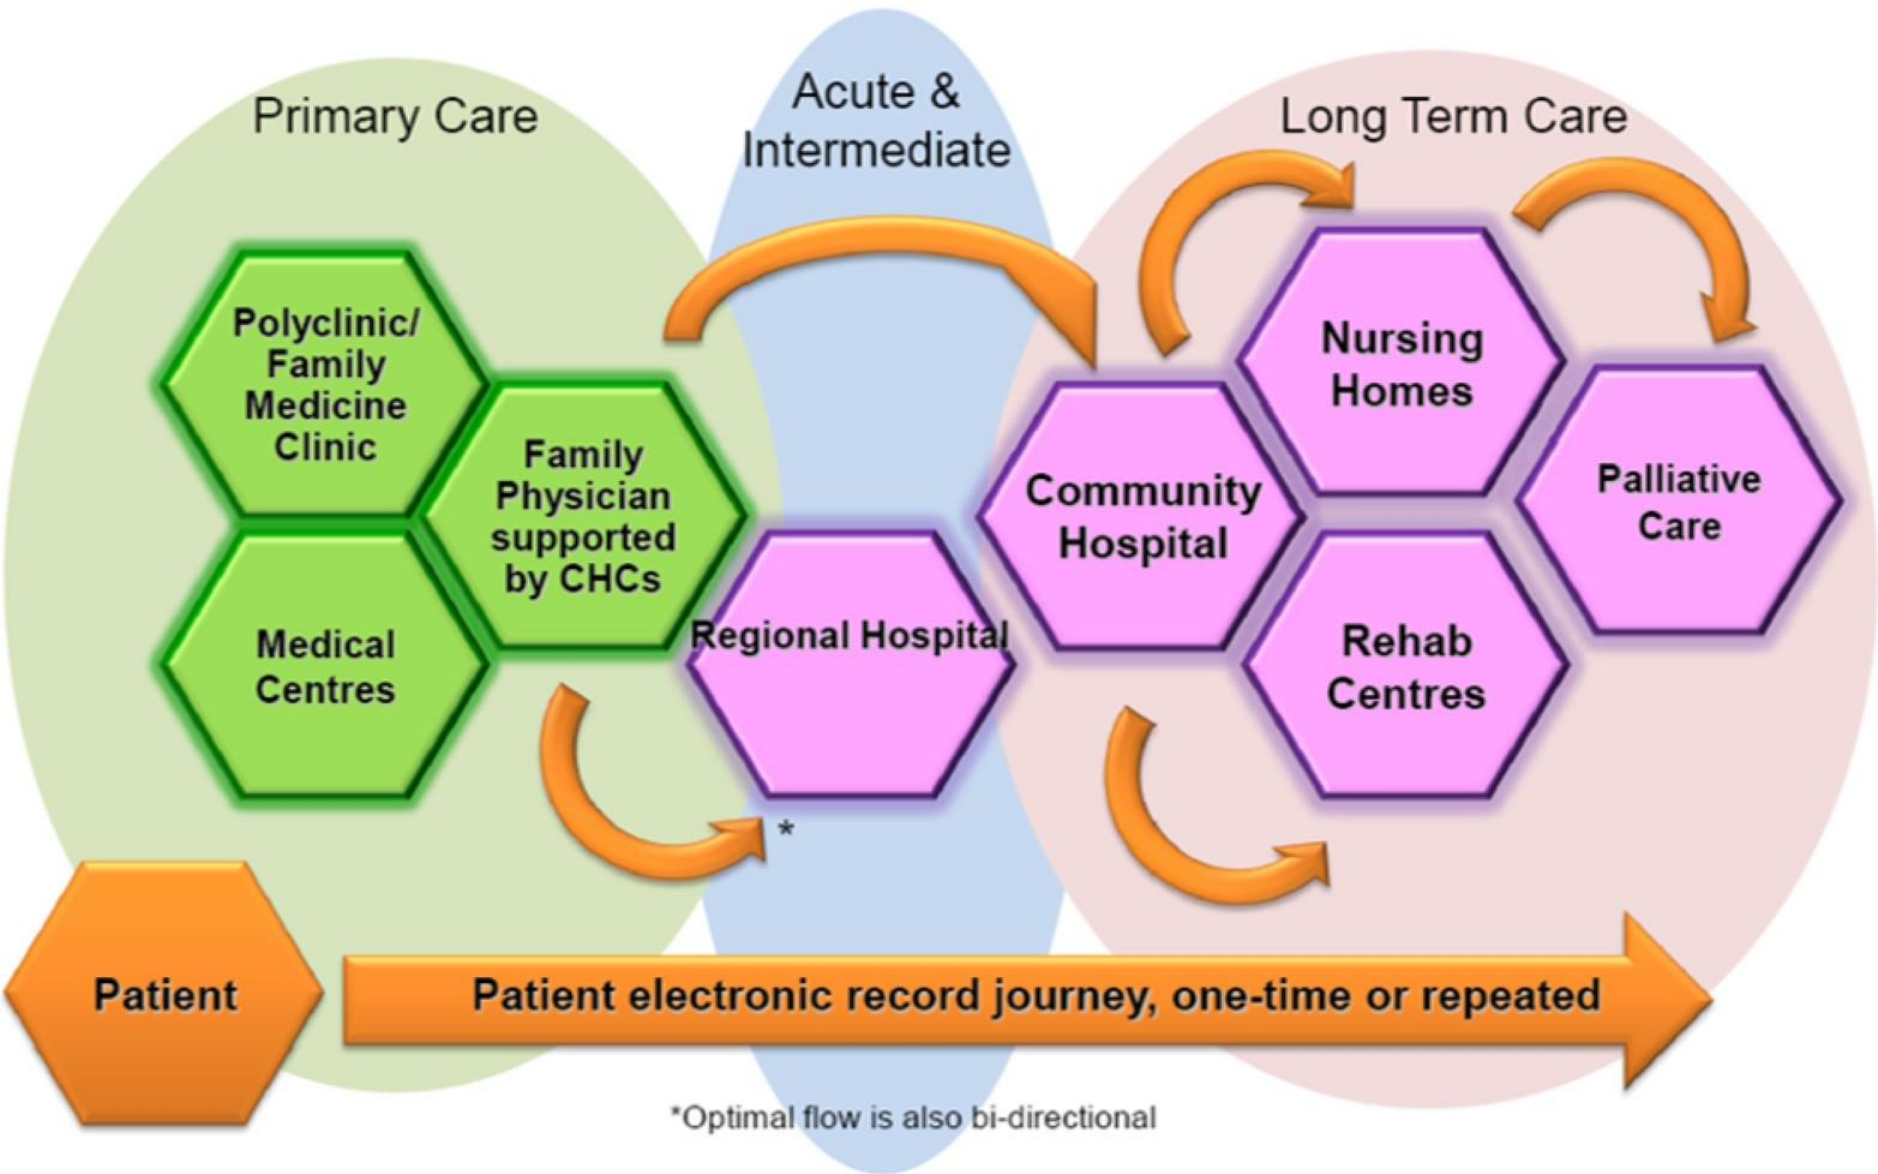 Primary Care
Acute &
Intermediate
Long Term Care
Polyclinic/
Family
Medicine
Clinic
Family
Physician
supported
by CHCs
Medical
Centres
Regional Hospital
Community
Hospital
Nursing
Homes
Rehab
Centres
Palliative
Care
*
Patient
Patient electronic record journey, one-time or repeated
*Optimal flow is also bi-directional